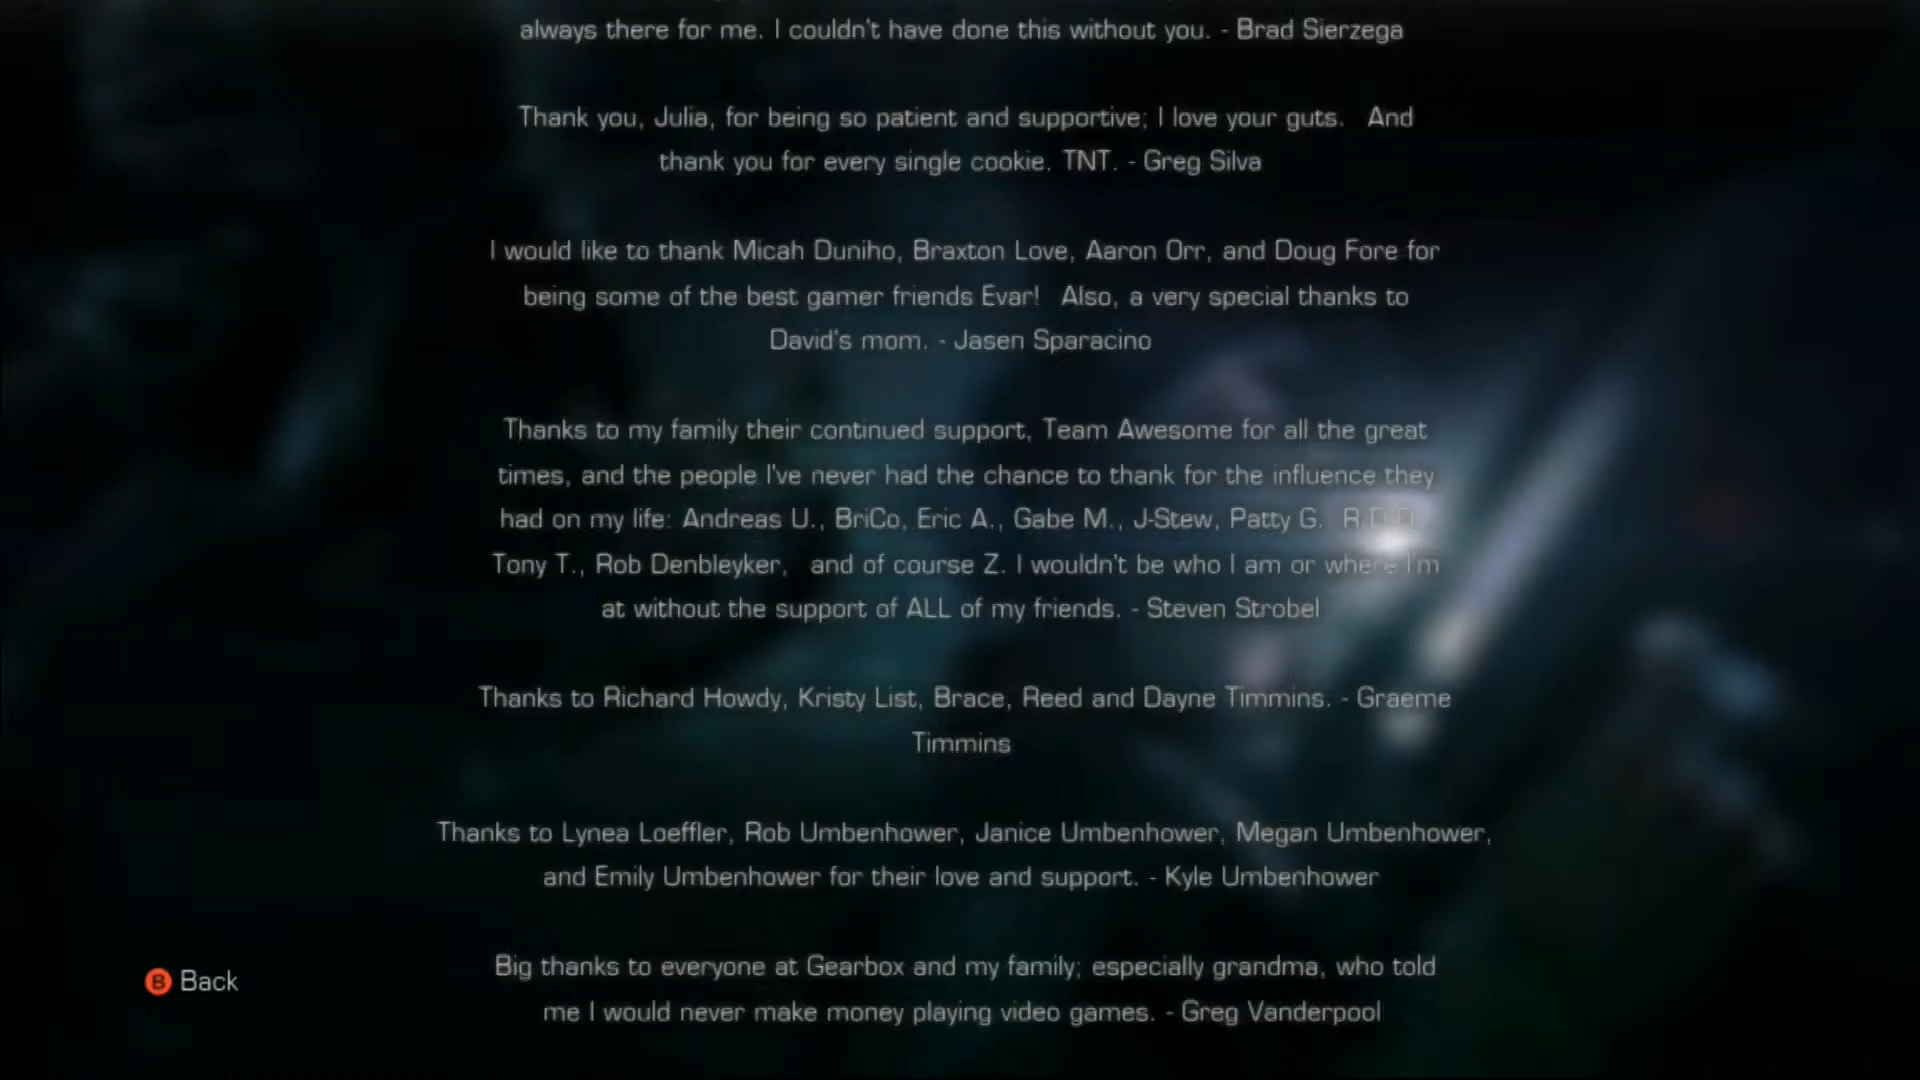 always there for me. I couldn't have done this without you. - Brad Sierzega
Thank you, Julia, for being so patient and supportive; I love your guts. And
thank you for every single cookie. TNT. - Greg Silva
I would like to thank Micah Duniho, Braxton Love, Aaron Orr, and Doug Fore for
being some of the best gamer friends Evar! Also, a very special thanks to
David's mom. - Jasen Sparacino
Thanks to my family their continued support, Team Awesome for all the great
times, and the people I've never had the chance to thank for the influence they
had on my life: Andreas U., BriCo, Eric A., Gabe M., J-Stew, Patty G.
Tony T., Rob Denbleyker, and of course Z. I wouldn't be who I am or where I'm
at without the support of ALL of my friends. - Steven Strobel
Thanks to Richard Howdy, Kristy List, Brace, Reed and Dayne Timmins. - Graeme
Timmins
Thanks to Lynea Loeffler, Rob Umbenhower, Janice Umbenhower, Megan Umbenhower,
and Emily Umbenhower for their love and support. - Kyle Umbenhower
Big thanks to everyone at Gearbox and my family; especially grandma, who told
me I would never make money playing video games. - Greg Vanderpool
B Back